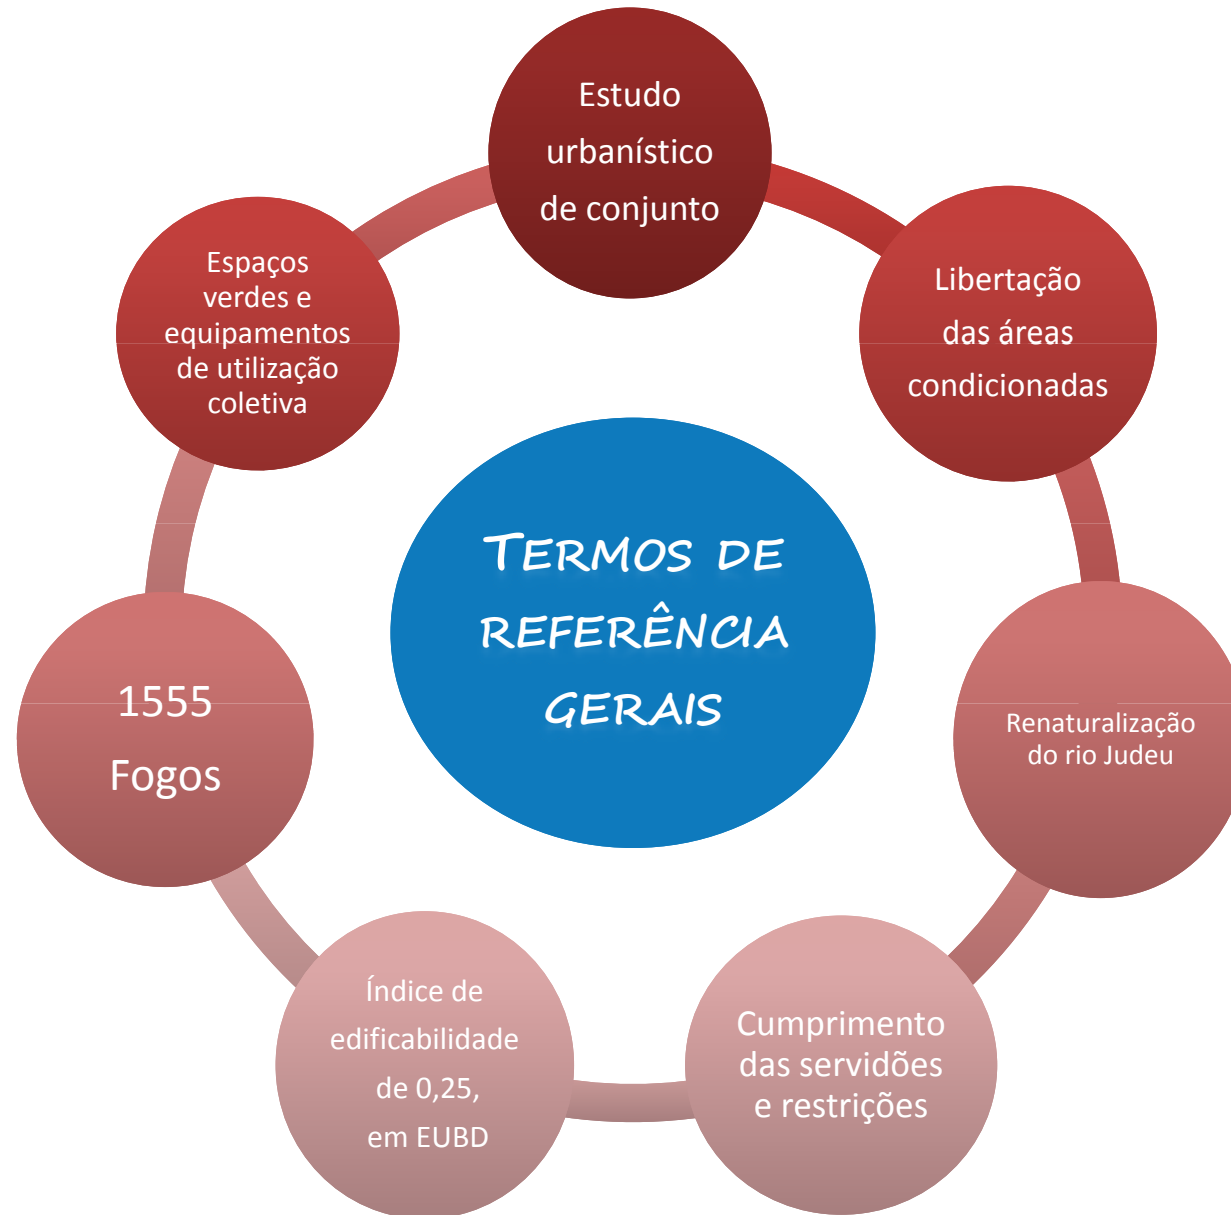 Estudo
urbanístico
de conjunto
Libertação
das áreas
condicionadas
Renaturalização
do rio Judeu
Cumprimento
das servidões
e restrições
Índice de
edificabilidade
de 0,25,
em EUBD
1555
Fogos
Espaços
verdes e
equipamentos
de utilização
coletiva
TERMOS DE
REFERÊNCIA
GERAIS